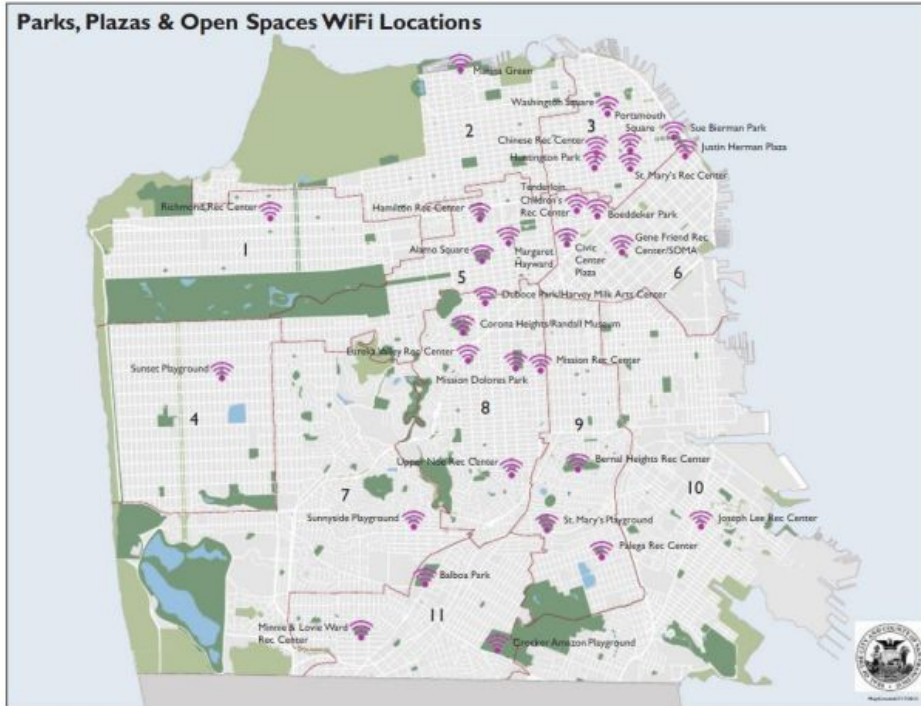 Parks, Plazas & Open Spaces WiFi Locations
Marina Green
2
Washington Square
3
Portsmouth
Square
Sue Bierman Park
Chinese Rec Center
Justin Herman Plaza
Huntington Park
St. Mary's Rec Center
Tenderloin
Children's
Rec Center
Richmond Rec Center
Hamilton Rec Center
Boeddeker Park
1
Alamo Square
Margaret
Hayward
Civic
Center
Plaza
Gene Friend Rec
Center/SOMA
6
5
Duboce Park/Harvey Milk Arts Center
Corona Heights/Randall Museum
Eureka Valley Rec Center
Mission Rec Center
Sunset Playground
Mission Dolores Park
4
8
9
Upper Noe Rec Center
Bernal Heights Rec Center
7
10
Sunnyside Playground
St. Mary's Playground
Joseph Lee Rec Center
Palega Rec Center
Balboa Park
11
Minnie & Lovie Ward
Rec Center
Crocker Amazon Playground